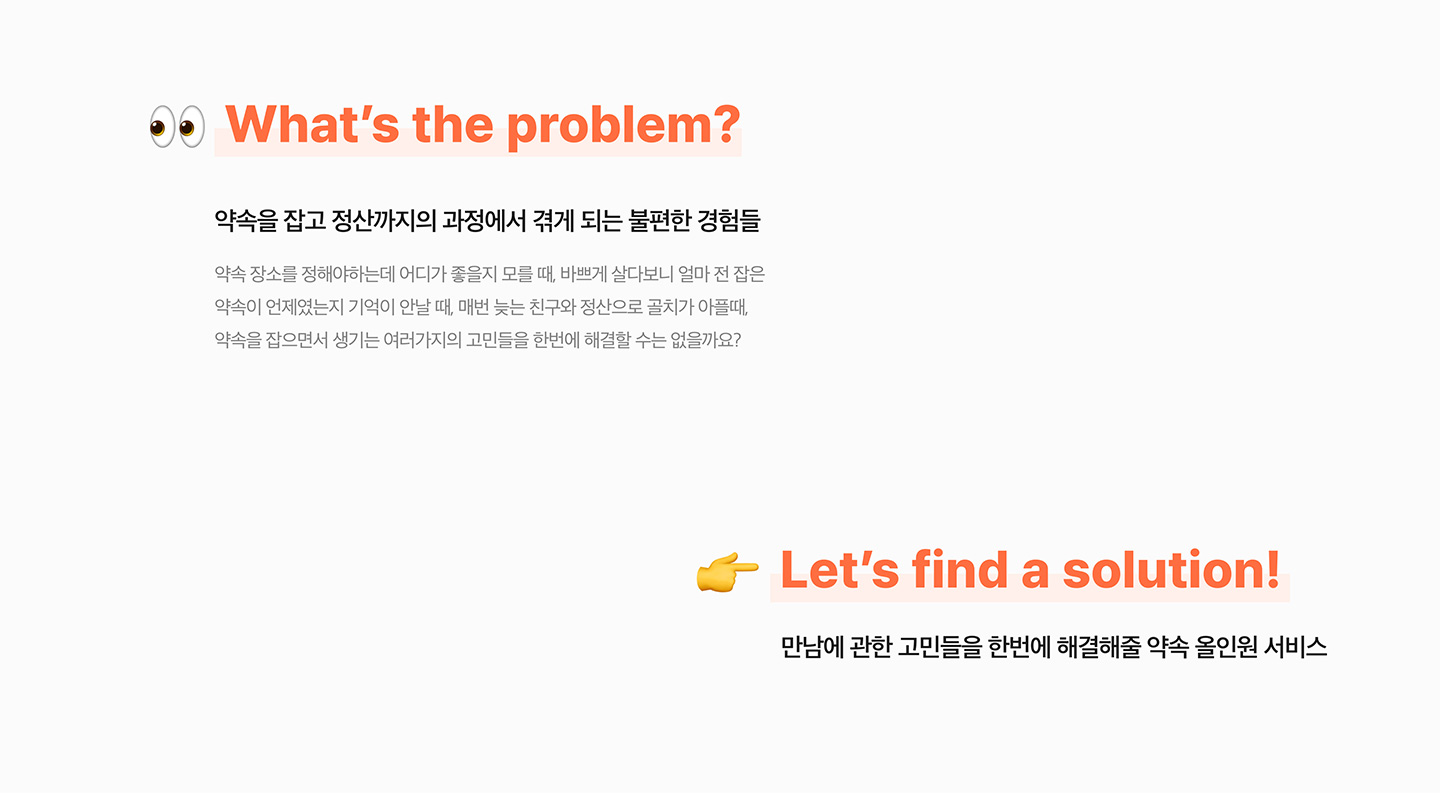 👀 What's the problem?
약속을 잡고 정산까지의 과정에서 겪게 되는 불편한 경험들
약속 장소를 정해야하는데 어디가 좋을지 모를 때, 바쁘게 살다보니 얼마 전 잡은
약속이 언제였는지 기억이 안날 때, 매번 늦는 친구와 정산으로 골치가 아플때,
약속을 잡으면서 생기는 여러가지의 고민들을 한번에 해결할 수는 없을까요?
👉 Let's find a solution!
만남에 관한 고민들을 한번에 해결해줄 약속 올인원 서비스